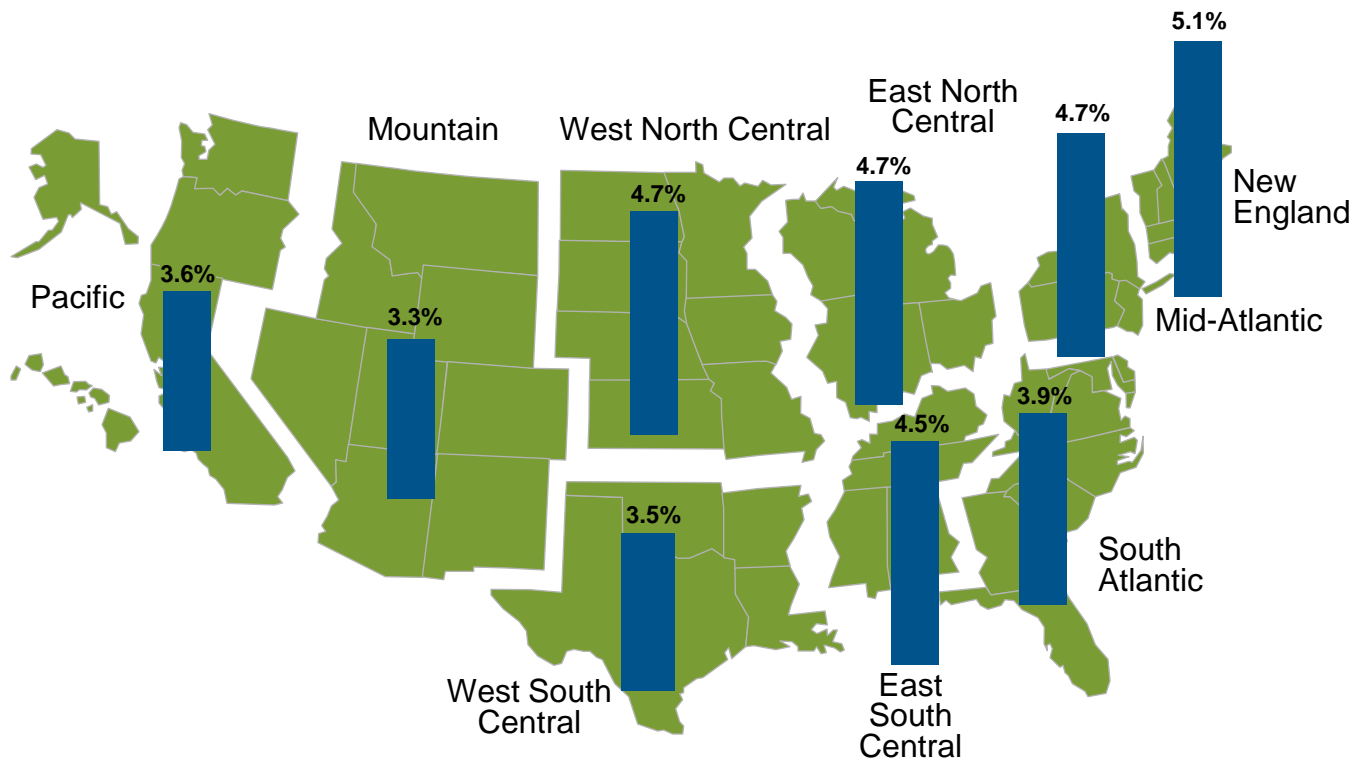 5.1%
East North
Central
4.7%
Mountain
West North Central
4.7%
4.7%
New
England
3.6%
Pacific
3.3%
Mid-Atlantic
3.9%
4.5%
3.5%
South
Atlantic
West South
Central
East
South
Central